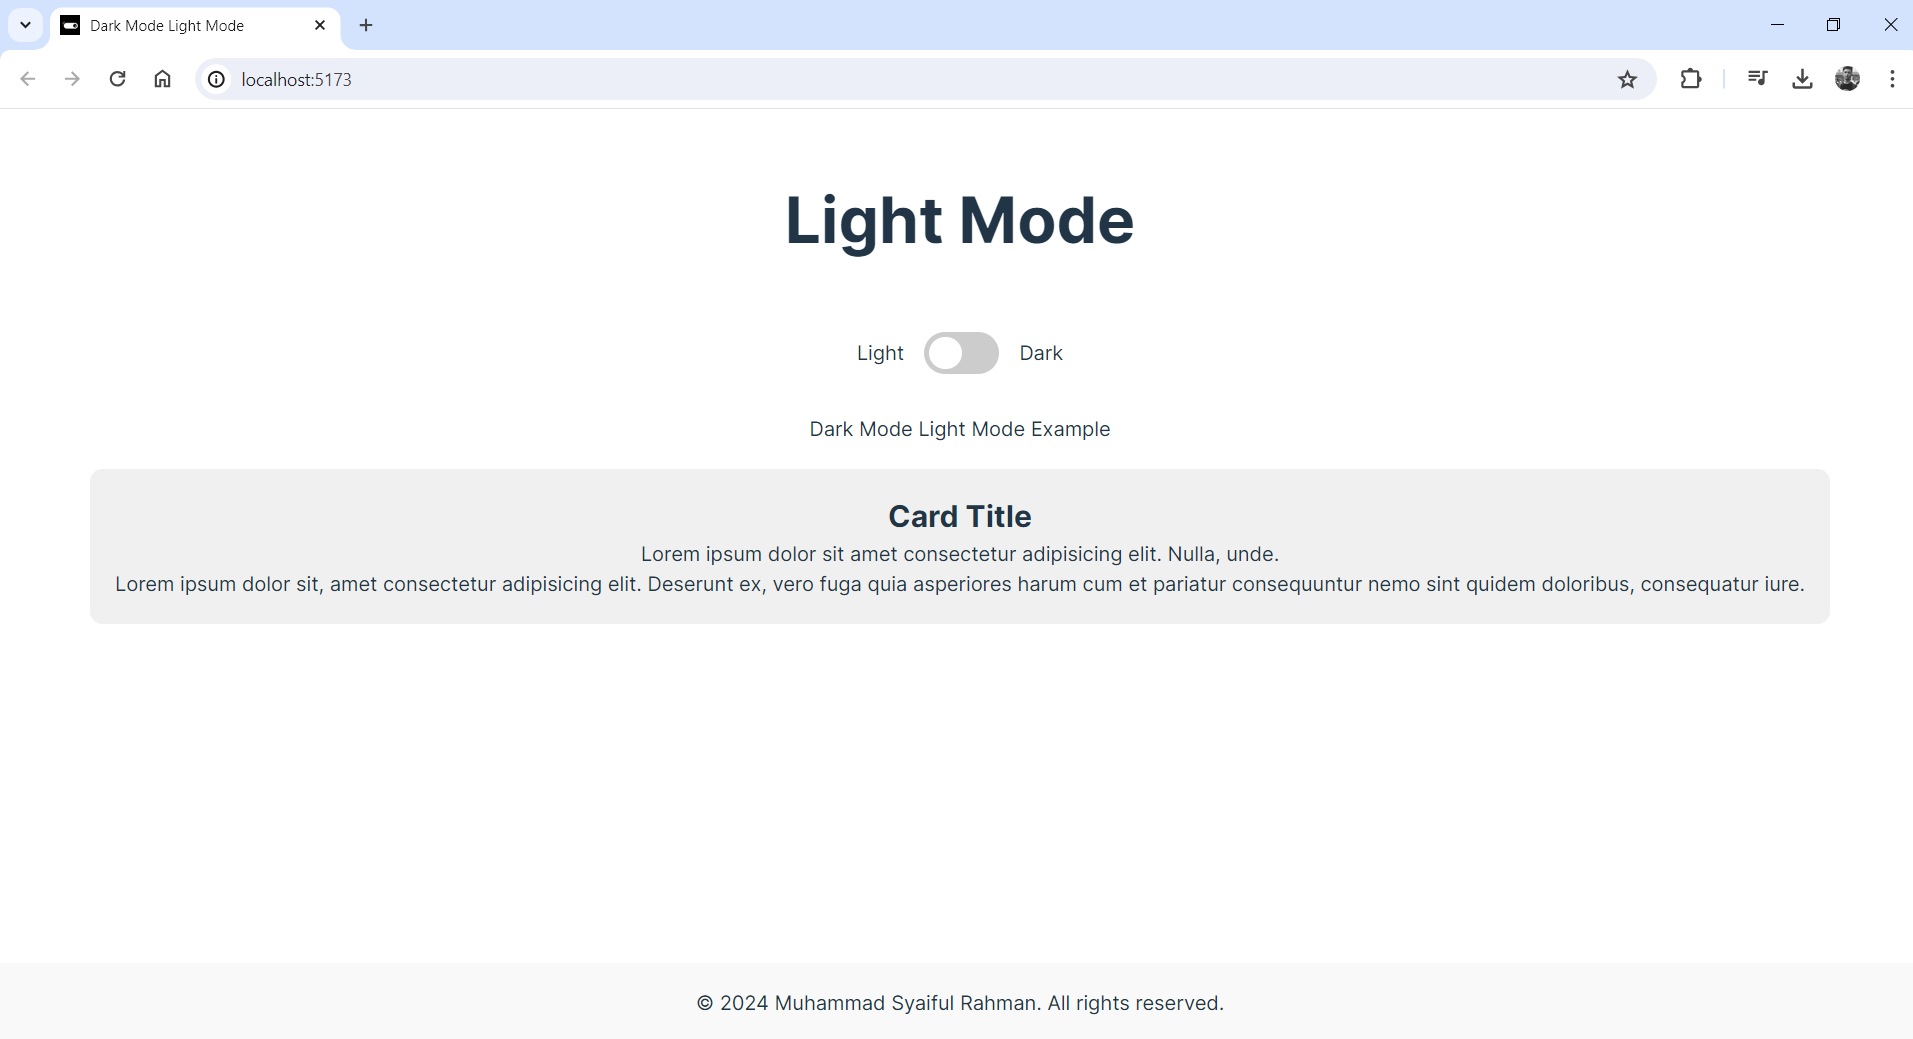 Dark Mode Light Mode
localhost:5173
Light Mode
Light Dark
Dark Mode Light Mode Example
Card Title
Lorem ipsum dolor sit amet consectetur adipisicing elit. Nulla, unde.
Lorem ipsum dolor sit, amet consectetur adipisicing elit. Deserunt ex, vero fuga quia asperiores harum cum et pariatur consequuntur nemo sint quidem doloribus, consequatur iure.
© 2024 Muhammad Syaiful Rahman. All rights reserved.